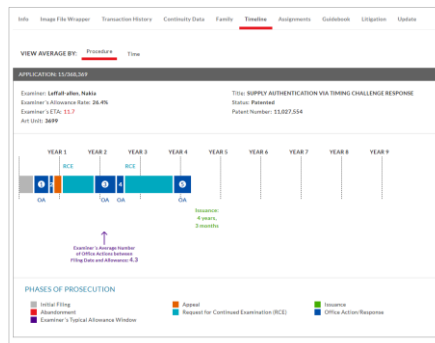 Info Image File Wrapper Transaction History Continuity Data Family Timeline Assignments Guidebook Litigation Update
VIEW AVERAGE BY: Procedure Time
APPLICATION: 15/368,369
Examiner: Leffall-allen, Nakia
Examiner's Allowance Rate: 26.4%
Examiner's ETA: 11.7
Art Unit: 3699
Title: SUPPLY AUTHENTICATION VIA TIMING CHALLENGE RESPONSE
Status: Patented
Patent Number: 11,027,554
YEAR 1 YEAR 2 YEAR 3 YEAR 4 YEAR 5 YEAR 6 YEAR 7 YEAR 8 YEAR 9
RCE RCE
1 2 3 4 5
OA OA OA OA
Issuance:
4 years,
3 months
Examiner's Average Number
of Office Actions between
Filing Date and Allowance: 4.3
PHASES OF PROSECUTION
Initial Filing Appeal Issuance
Abandonment Request for Continued Examination (RCE) Office Action/Response
Examiner's Typical Allowance Window